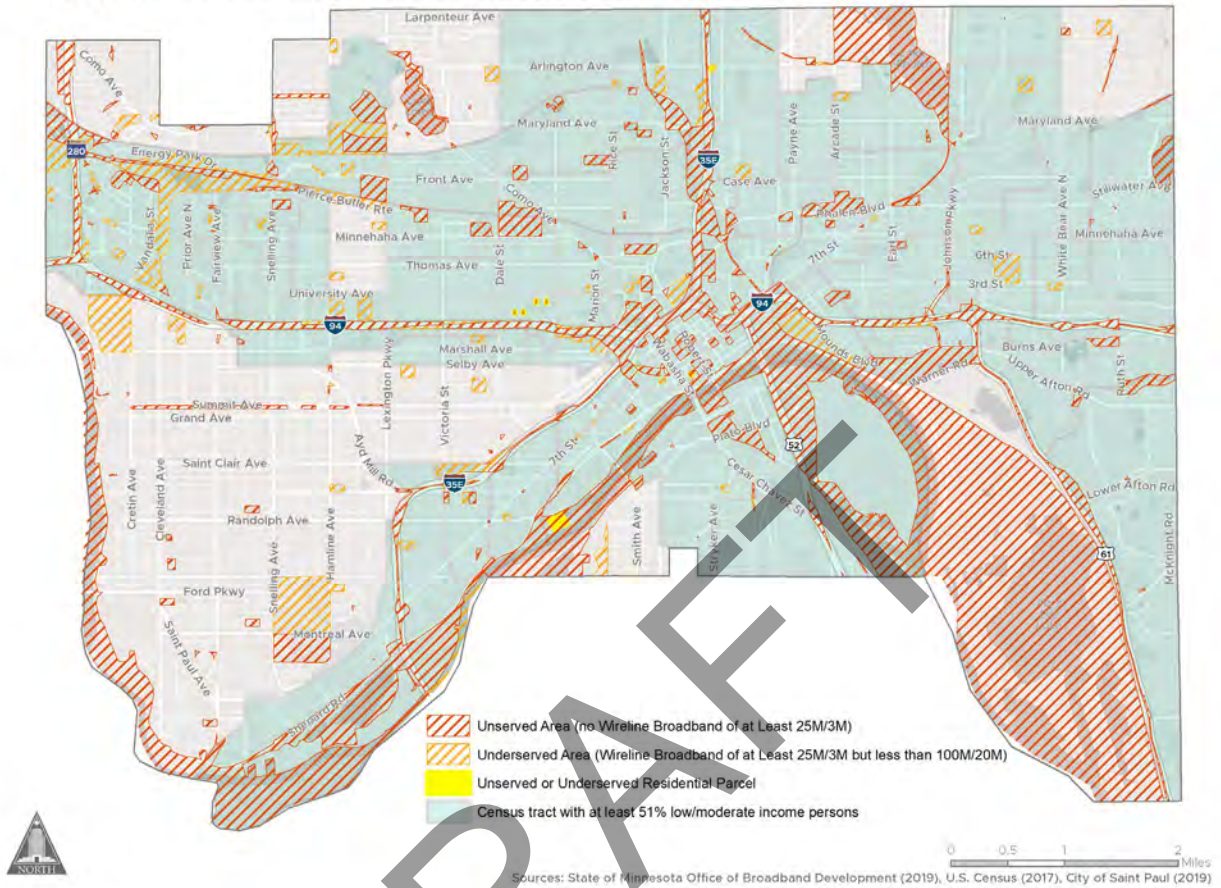 Larpenteur Ave
Como Ave
Arlington Ave
Maryland Ave
Maryland Ave
280
Energy Park Dr
Rice St
Jackson St
35E
Payne Ave
Arcade St
Front Ave
Case Ave
Como Ave
Pierce Butler Rte
Phalen Blvd
Stillwater Ave
Minnehaha Ave
Minnehaha Ave
Vandalia St
Prior Ave N
Fairview Ave
Snelling Ave
Dale St
7th St
Earl St
Johnson Pkwy
White Bear Ave N
6th St
Thomas Ave
3rd St
University Ave
Marion St
94
94
Marshall Ave
Selby Ave
Lexington Pkwy
Robert St
Wabasha St
Mounds Blvd
Burns Ave
Warner Rd
Upper Afton Rd
Ruth St
Summit Ave
Grand Ave
Victoria St
Plato Blvd
7th St
52
Saint Clair Ave
Ayd Mill Rd
Cesar Chavez St
35E
Lower Afton Rd
Cretin Ave
Cleveland Ave
Randolph Ave
Hamline Ave
Smith Ave
Stryker Ave
McKnight Rd
61
Snelling Ave
Ford Pkwy
Montreal Ave
Saint Paul Ave
Shepard Rd
DRAFT
Unserved Area (no Wireline Broadband of at Least 25M/3M)
Underserved Area (Wireline Broadband of at Least 25M/3M but less than 100M/20M)
Unserved or Underserved Residential Parcel
Census tract with at least 51% low/moderate income persons
NORTH
0 0.5 1 2
Miles
Sources: State of Minnesota Office of Broadband Development (2019), U.S. Census (2017), City of Saint Paul (2019)